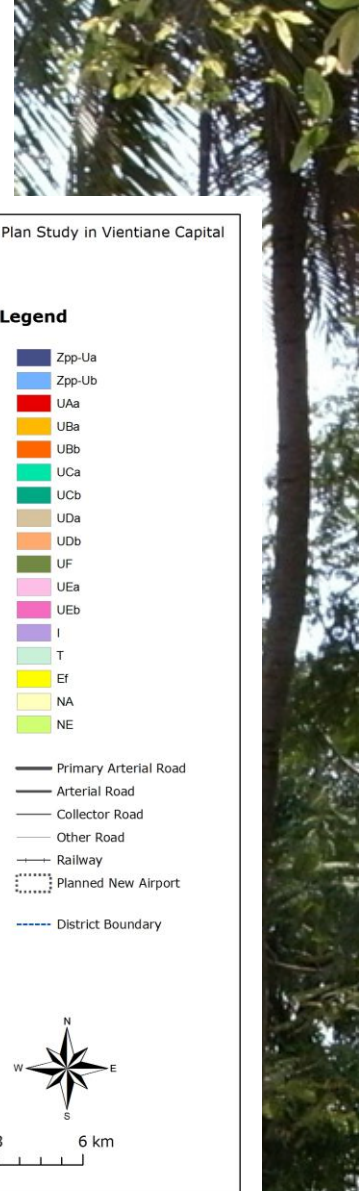 Plan Study in Vientiane Capital
Legend
Zpp-Ua
Zpp-Ub
UAa
UBa
UBb
UCa
UCb
UDa
UDb
UF
UEa
UEb
I
T
Ef
NA
NE
Primary Arterial Road
Arterial Road
Collector Road
Other Road
Railway
Planned New Airport
District Boundary
N
W E
S
6 km